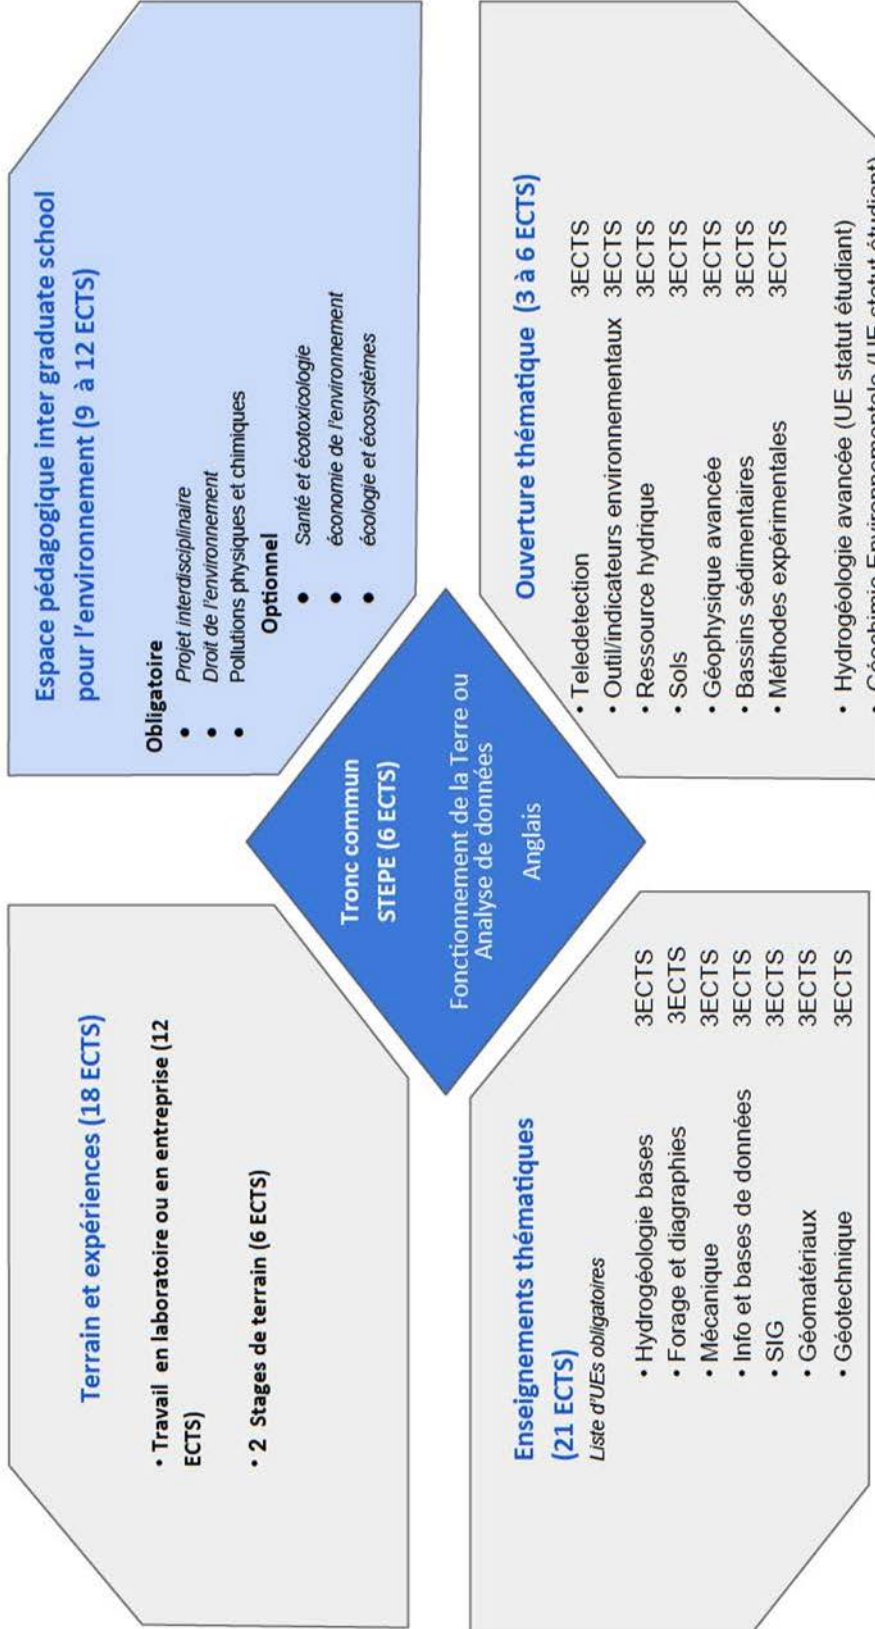 Terrain et expériences (18 ECTS)
• Travail en laboratoire ou en entreprise (12
ECTS)
• 2 Stages de terrain (6 ECTS)
Espace pédagogique inter graduate school
pour l'environnement (9 à 12 ECTS)
Obligatoire
• Projet interdisciplinaire
• Droit de l'environnement
• Pollutions physiques et chimiques
Optionnel
• Santé et écotoxicologie
• économie de l'environnement
• écologie et écosystèmes
Tronc commun
STEPE (6 ECTS)
Fonctionnement de la Terre ou
Analyse de données
Anglais
Enseignements thématiques
(21 ECTS)
Liste d'UEs obligatoires
• Hydrogéologie bases 3ECTS
• Forage et diagraphies 3ECTS
• Mécanique 3ECTS
• Info et bases de données 3ECTS
• SIG 3ECTS
• Géomatériaux 3ECTS
• Géotechnique 3ECTS
Ouverture thématique (3 à 6 ECTS)
• Teledetection 3ECTS
• Outil/indicateurs environnementaux 3ECTS
• Ressource hydrique 3ECTS
• Sols 3ECTS
• Géophysique avancée 3ECTS
• Bassins sédimentaires 3ECTS
• Méthodes expérimentales 3ECTS
• Hydrogéologie avancée (UE statut étudiant)
• Géochimie Environnementale (UE statut étudiant)